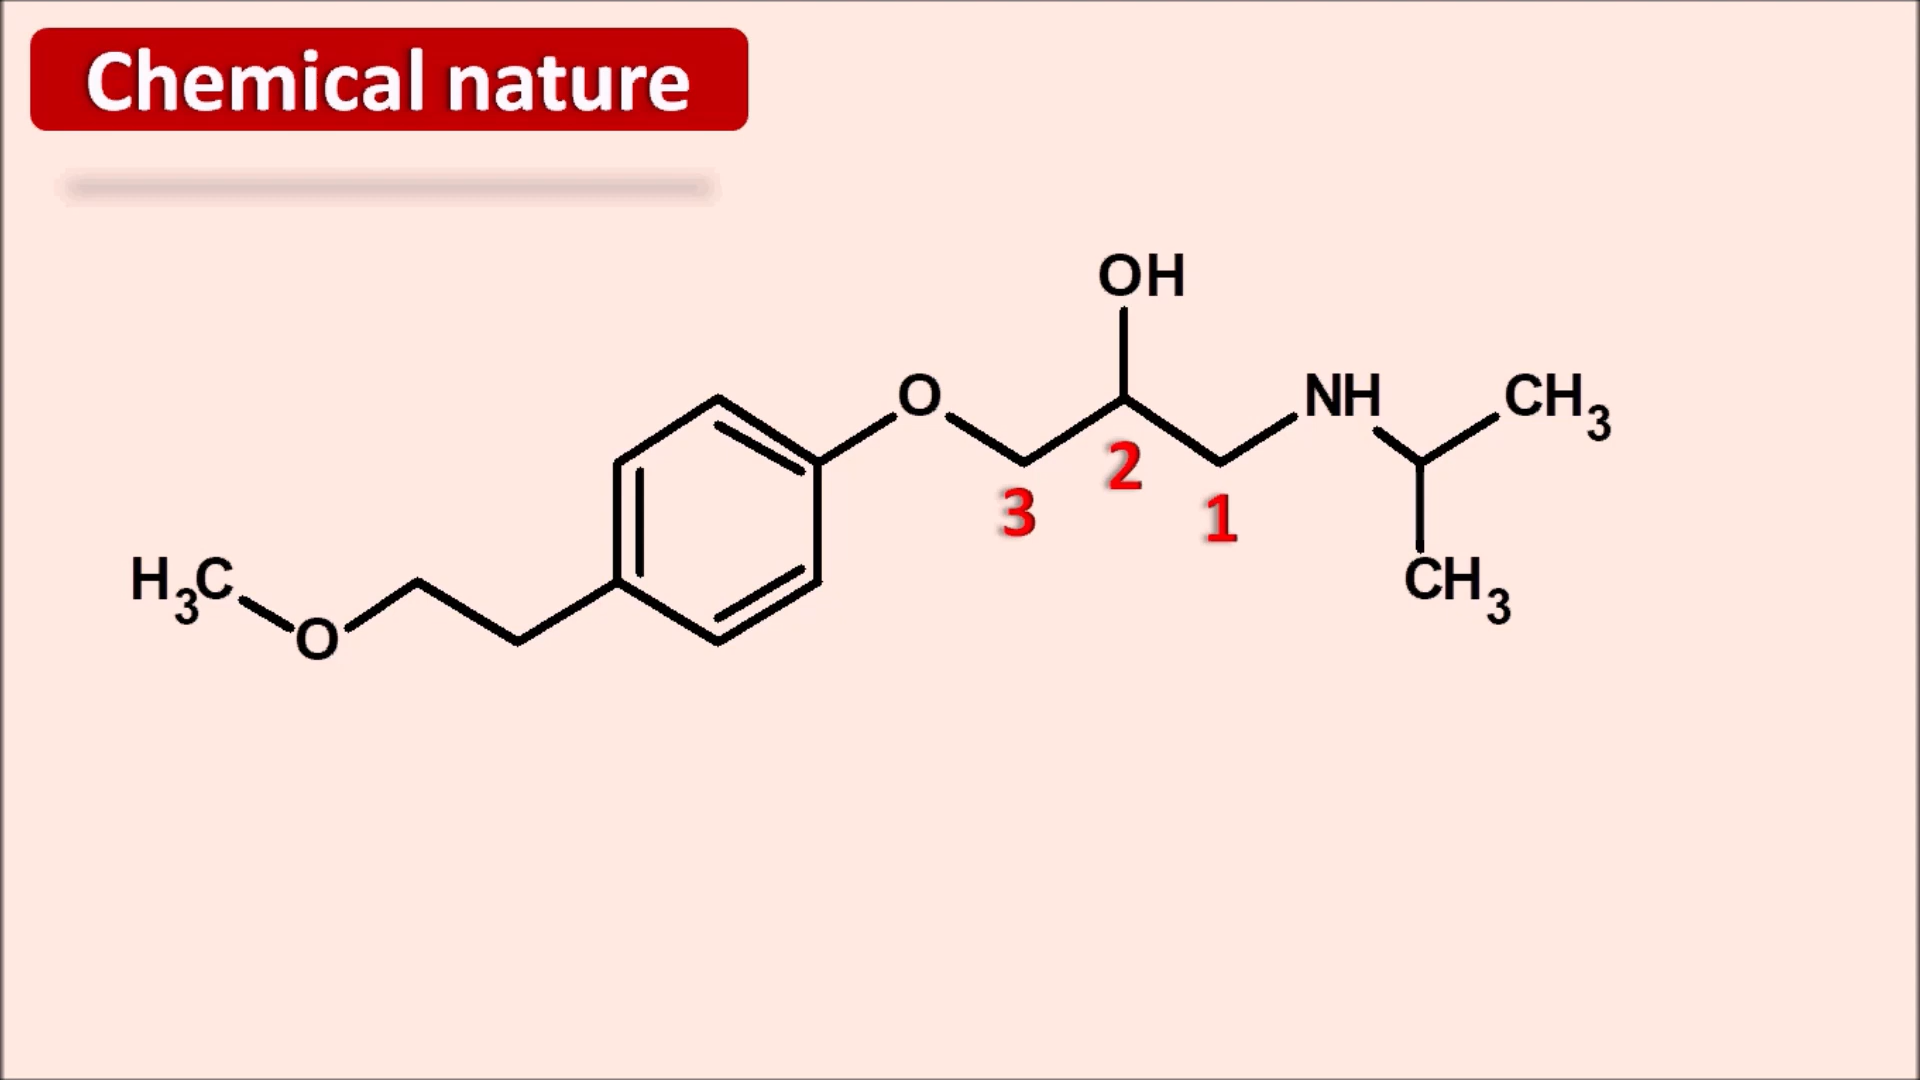 Chemical nature
OH
O
NH
CH3
2
3
1
H3C
O
CH3